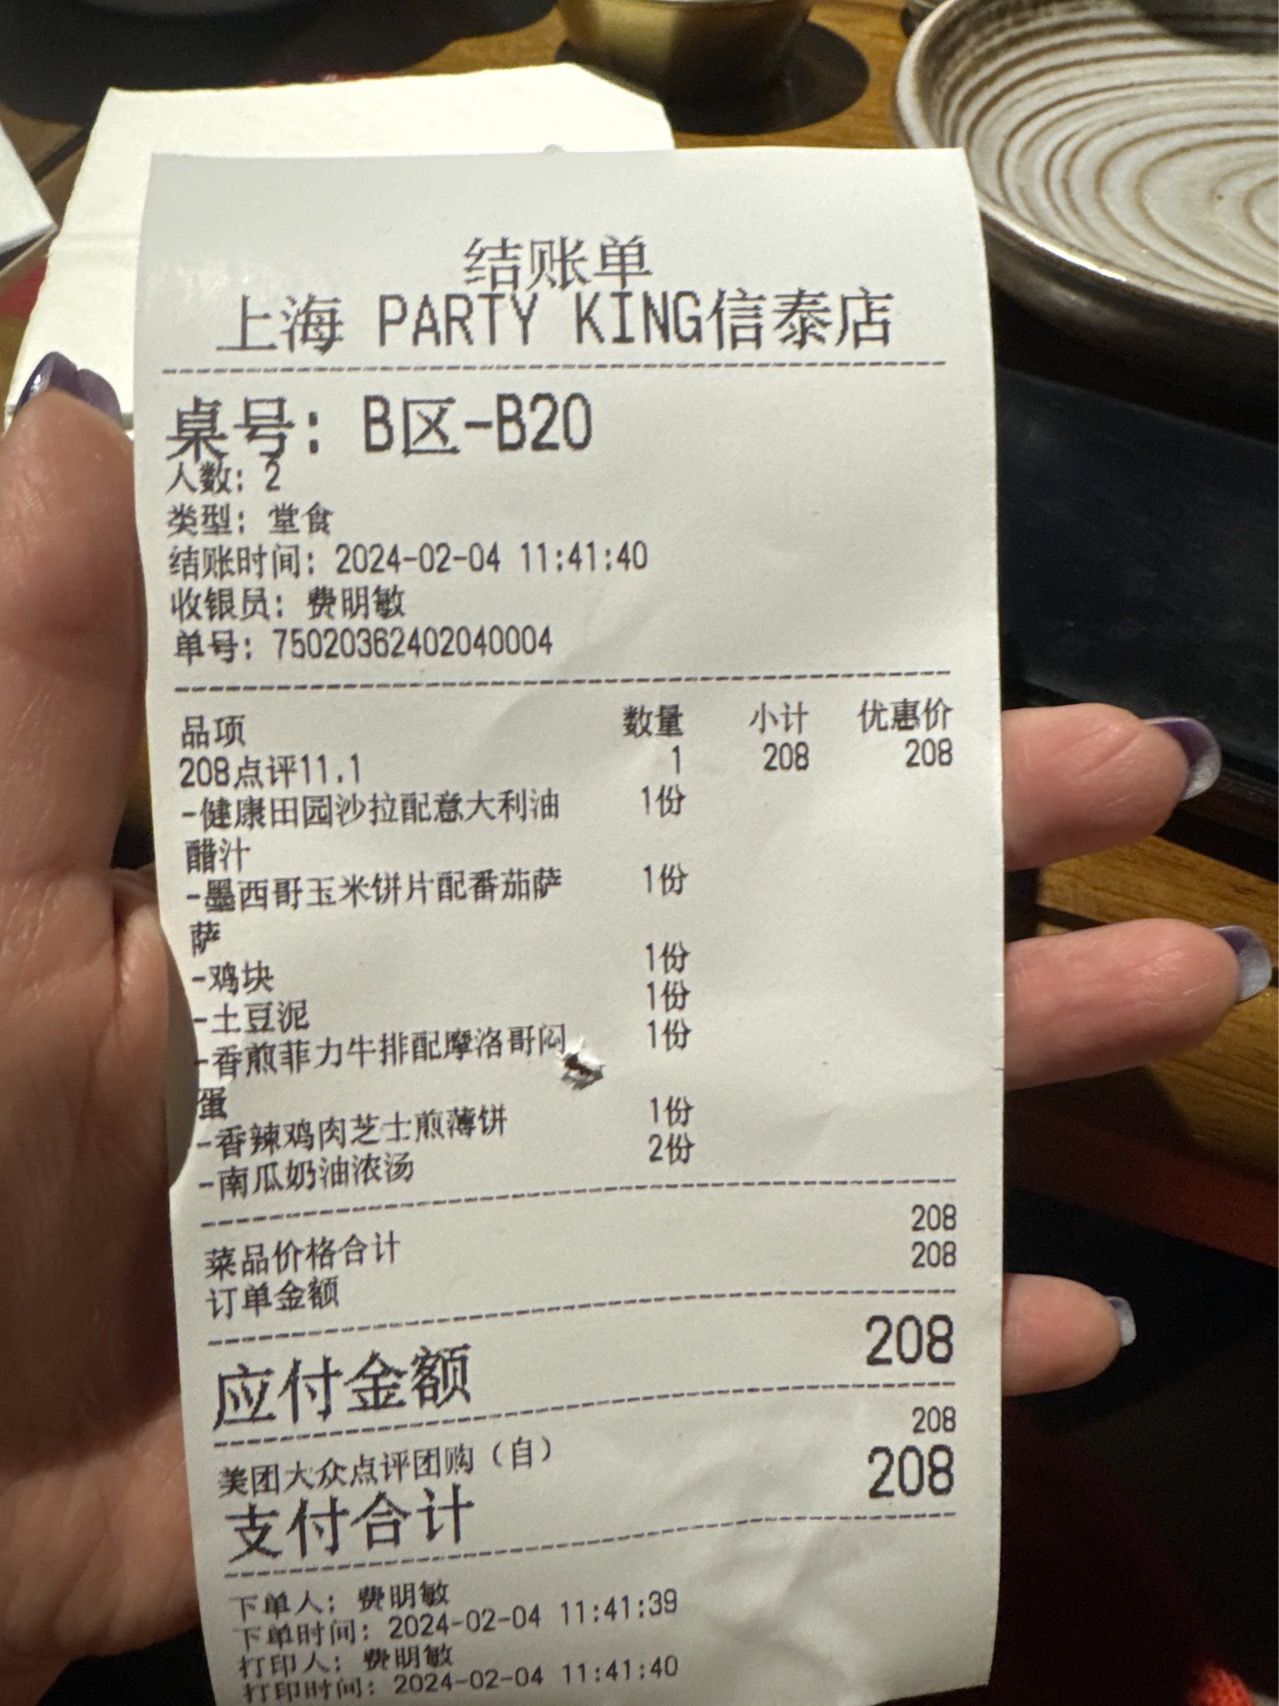 结账单
上海 PARTY KING信泰店
桌号: B区-B20
人数: 2
类型: 堂食
结账时间: 2024-02-04 11:41:40
收银员: 费明敏
单号: 75020362402040004
品项 数量 小计 优惠价
208点评11.1 1 208 208
-健康田园沙拉配意大利油 1份
醋汁
-墨西哥玉米饼片配番茄萨 1份
萨
-鸡块 1份
-土豆泥 1份
-香煎菲力牛排配摩洛哥闷 1份
蛋
-香辣鸡肉芝士煎薄饼 1份
-南瓜奶油浓汤 2份
菜品价格合计 208
订单金额 208
应付金额 208
美团大众点评团购（自） 208
支付合计 208
下单人: 费明敏
下单时间: 2024-02-04 11:41:39
打印人: 费明敏
打印时间: 2024-02-04 11:41:40